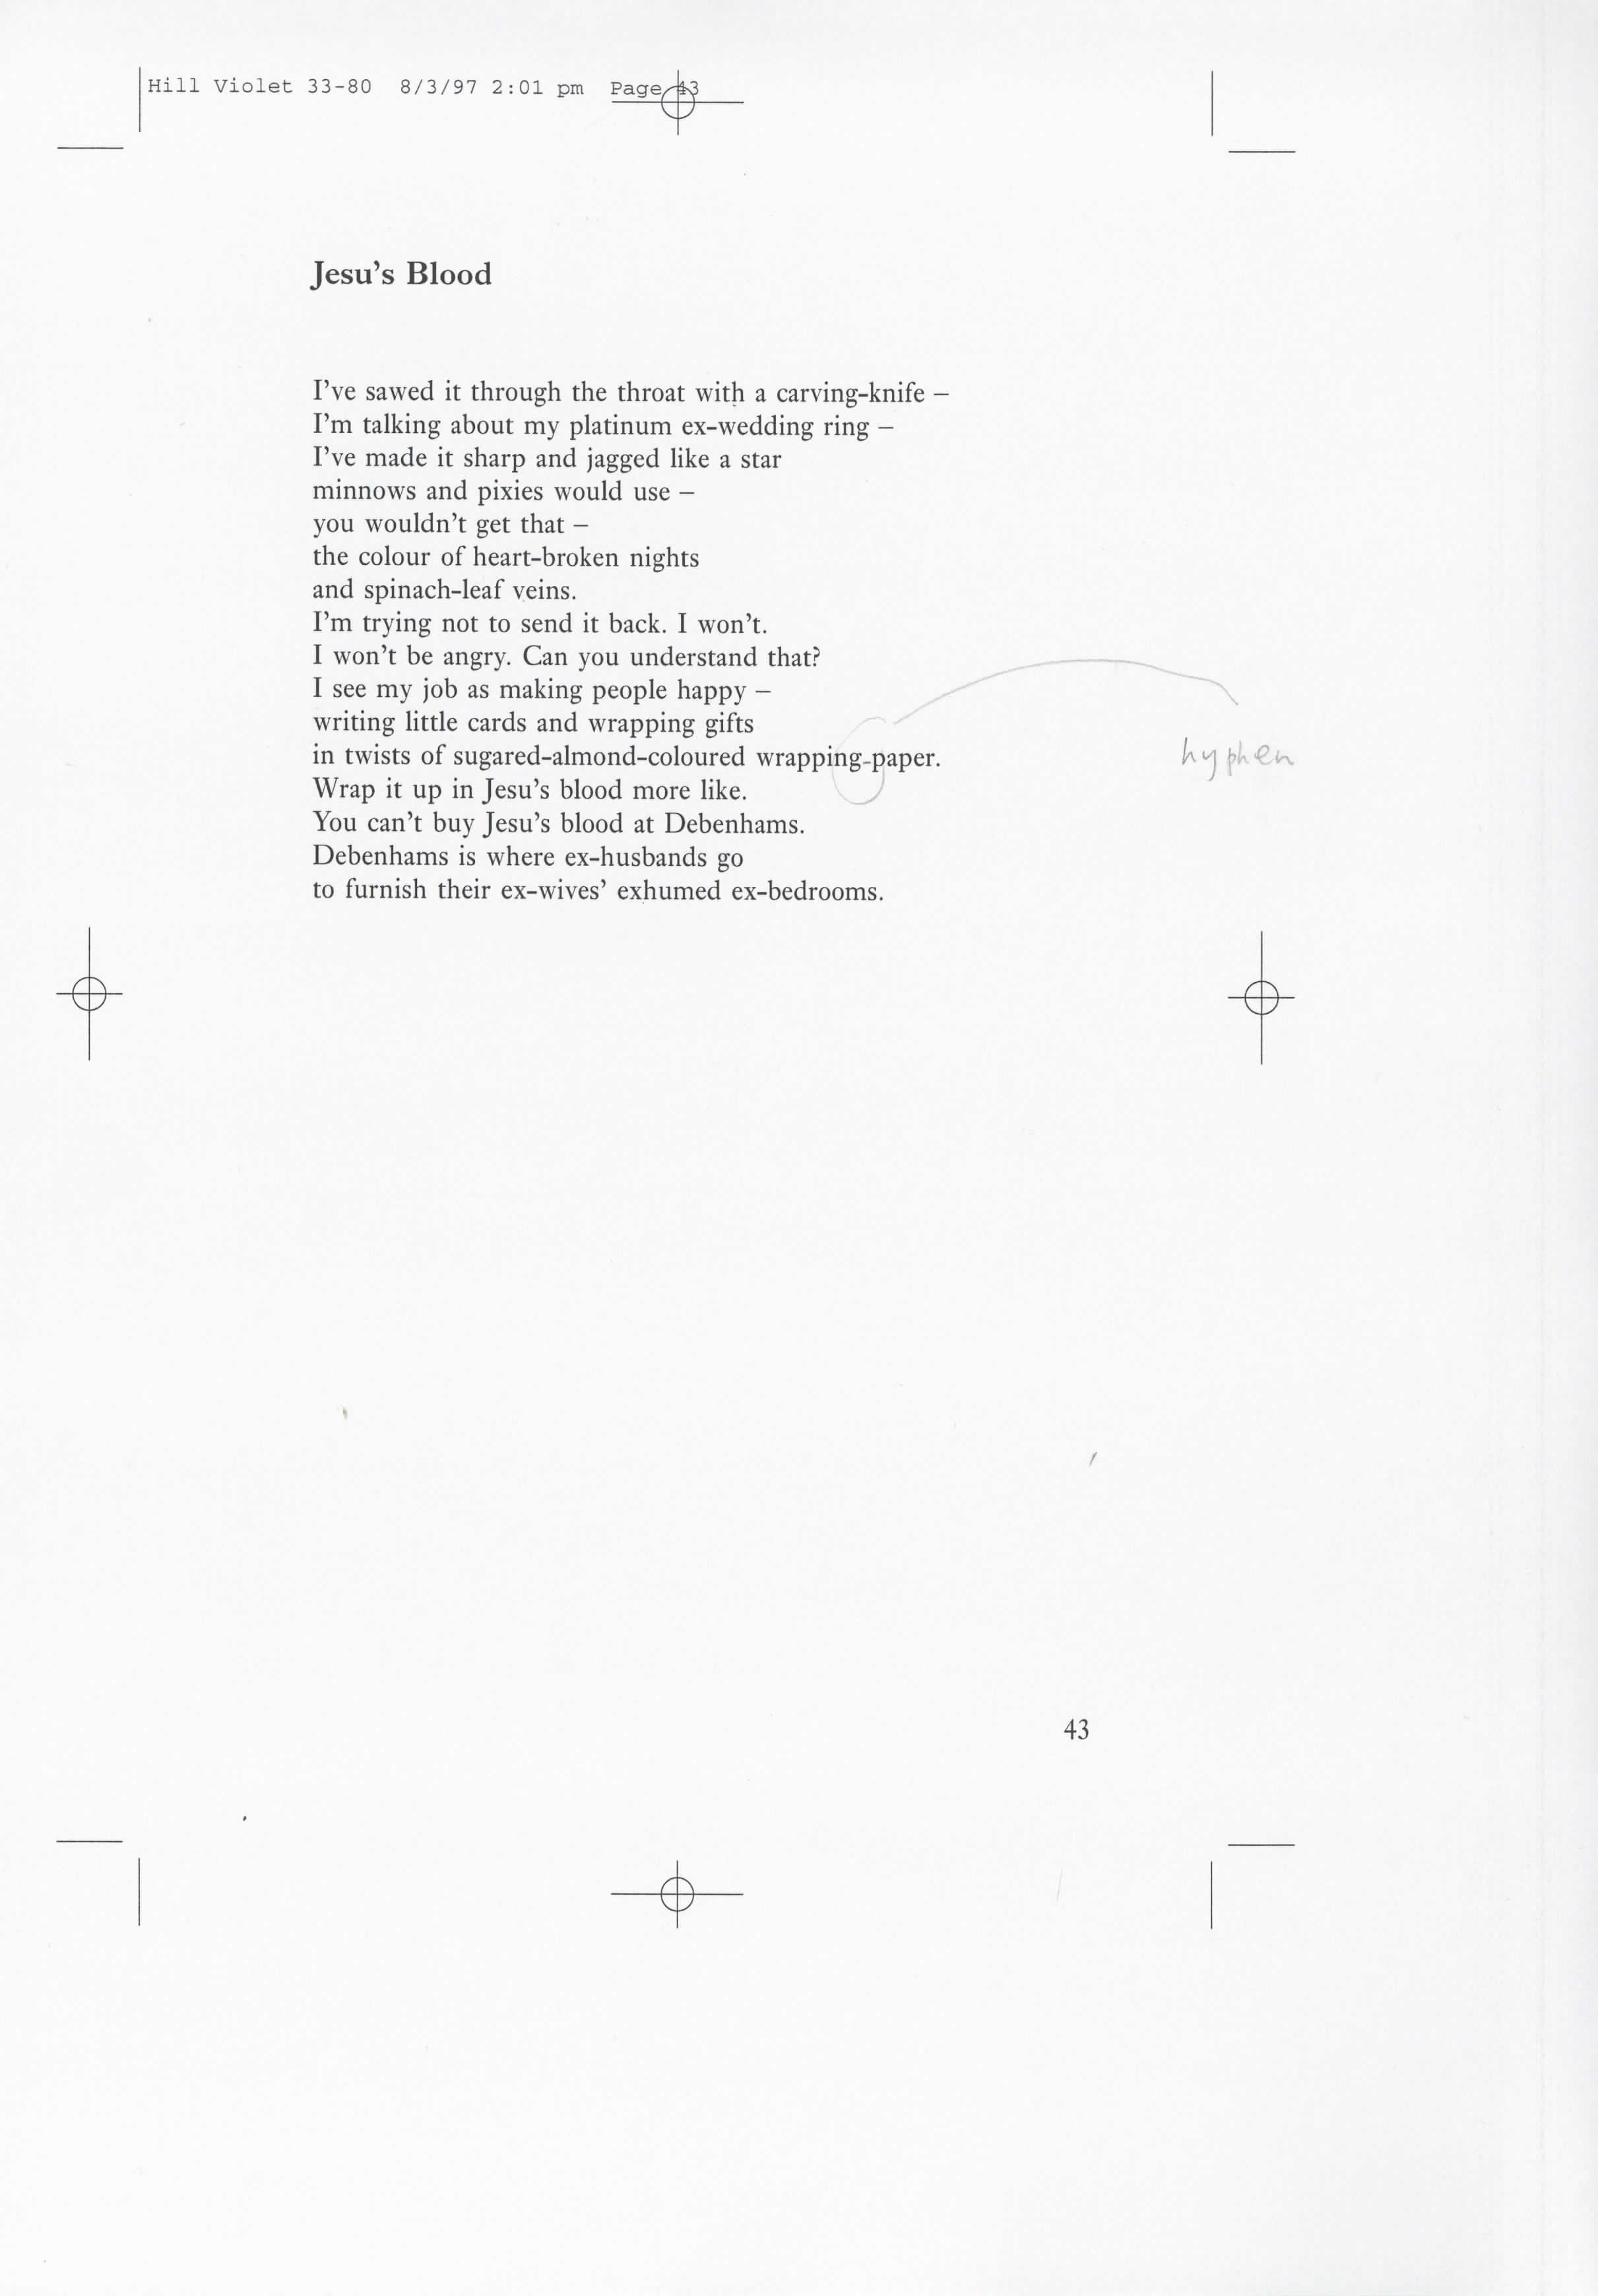 Hill Violet 33-80 8/3/97 2:01 pm Page 43
Jesu's Blood
I've sawed it through the throat with a carving-knife –
I'm talking about my platinum ex-wedding ring –
I've made it sharp and jagged like a star
minnows and pixies would use –
you wouldn't get that –
the colour of heart-broken nights
and spinach-leaf veins.
I'm trying not to send it back. I won't.
I won't be angry. Can you understand that?
I see my job as making people happy –
writing little cards and wrapping gifts
in twists of sugared-almond-coloured wrapping-paper.
hyphen
Wrap it up in Jesu's blood more like.
You can't buy Jesu's blood at Debenhams.
Debenhams is where ex-husbands go
to furnish their ex-wives' exhumed ex-bedrooms.
43